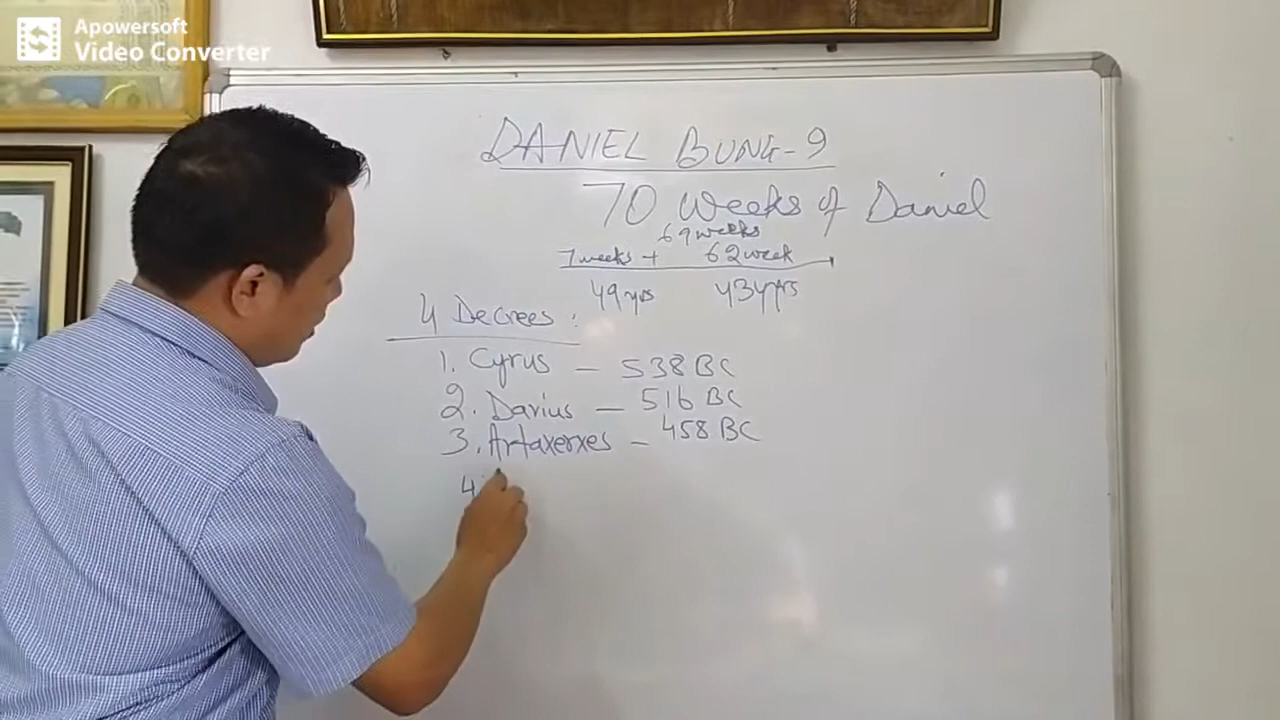 Apowersoft
Video Converter
DANIEL BUNG-9
70 Weeks of Daniel
69 weeks
7 weeks + 62 week
49 yrs 434 yrs
4 Decrees:
1. Cyrus - 538 BC
2. Darius - 516 BC
3. Artaxerxes - 458 BC
4